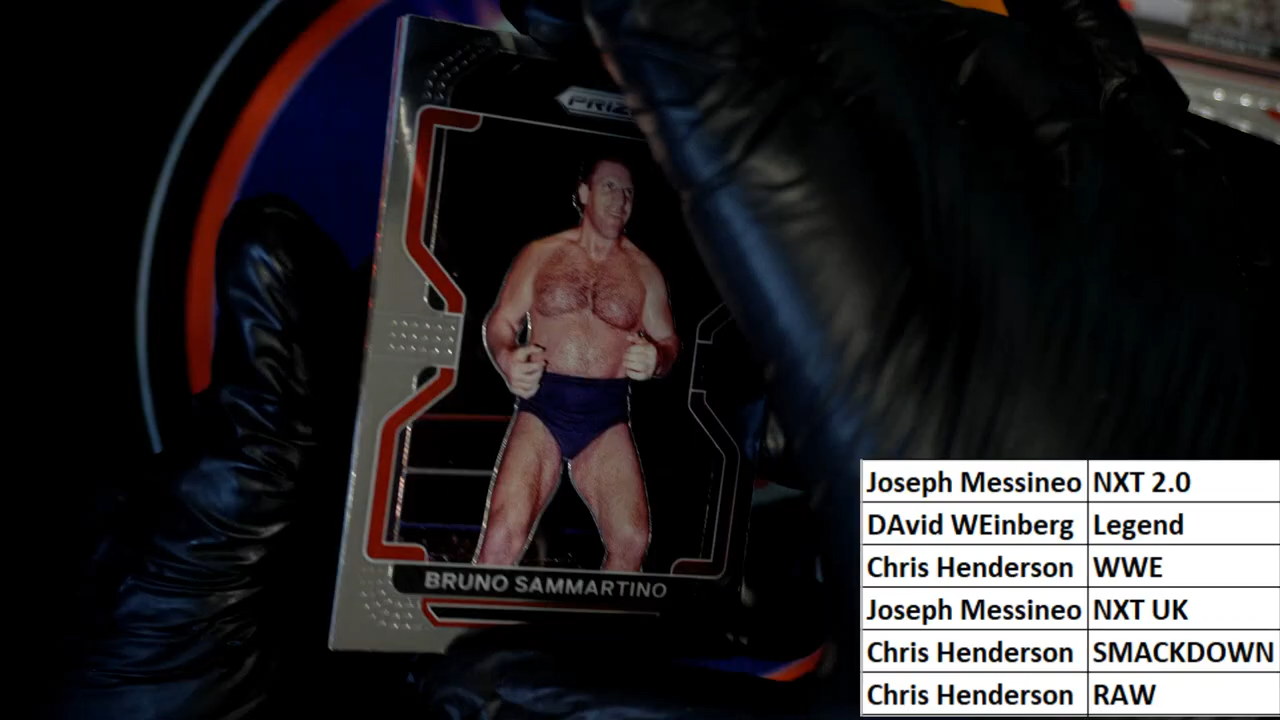 BRUNO SAMMARTINO
Joseph Messineo NXT 2.0
DAvid WEinberg Legend
Chris Henderson WWE
Joseph Messineo NXT UK
Chris Henderson SMACKDOWN
Chris Henderson RAW